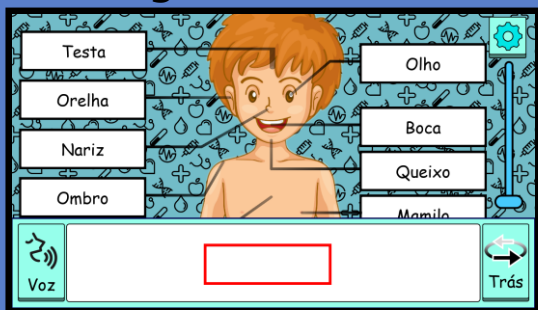 Testa
Olho
Orelha
Boca
Nariz
Queixo
Ombro
Mamilo
Voz
Trás